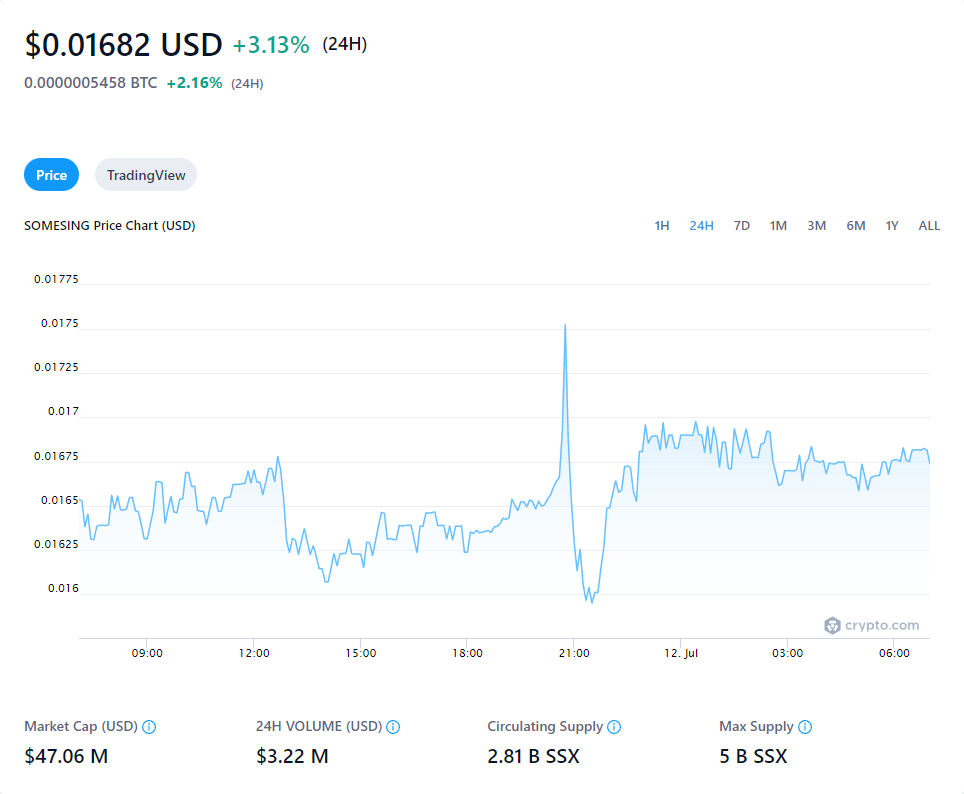 $0.01682 USD +3.13% (24H)
0.0000005458 BTC +2.16% (24H)
Price TradingView
SOMESING Price Chart (USD) 1H 24H 7D 1M 3M 6M 1Y ALL
0.01775
0.0175
0.01725
0.017
0.01675
0.0165
0.01625
0.016
crypto.com
09:00 12:00 15:00 18:00 21:00 12. Jul 03:00 06:00
Market Cap (USD) 24H VOLUME (USD) Circulating Supply Max Supply
$47.06 M $3.22 M 2.81 B SSX 5 B SSX